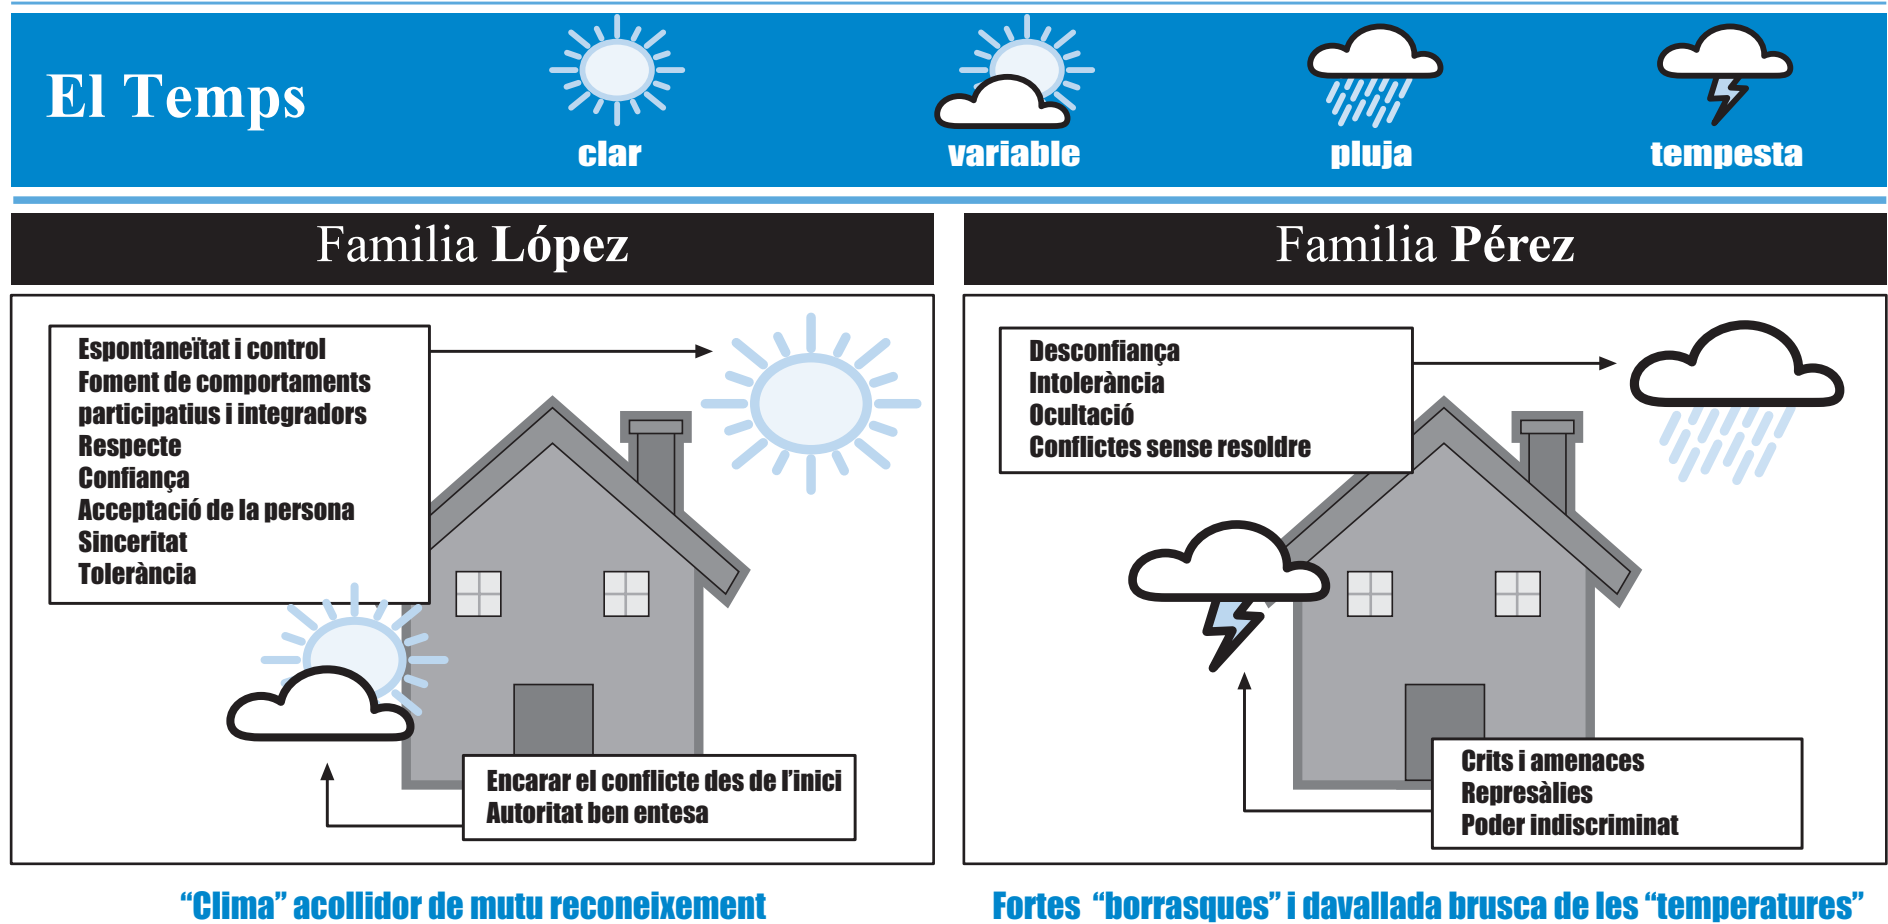 El Temps
clar
variable
pluja
tempesta
Familia López
Familia Pérez
Espontaneïtat i control
Foment de comportaments
participatius i integradors
Respecte
Confiança
Acceptació de la persona
Sinceritat
Tolerància
Encarar el conflicte des de l’inici
Autoritat ben entesa
Desconfiança
Intolerància
Ocultació
Conflictes sense resoldre
Crits i amenaces
Represàlies
Poder indiscriminat
“Clima” acollidor de mutu reconeixement
Fortes “borrasques” i davallada brusca de les “temperatures”